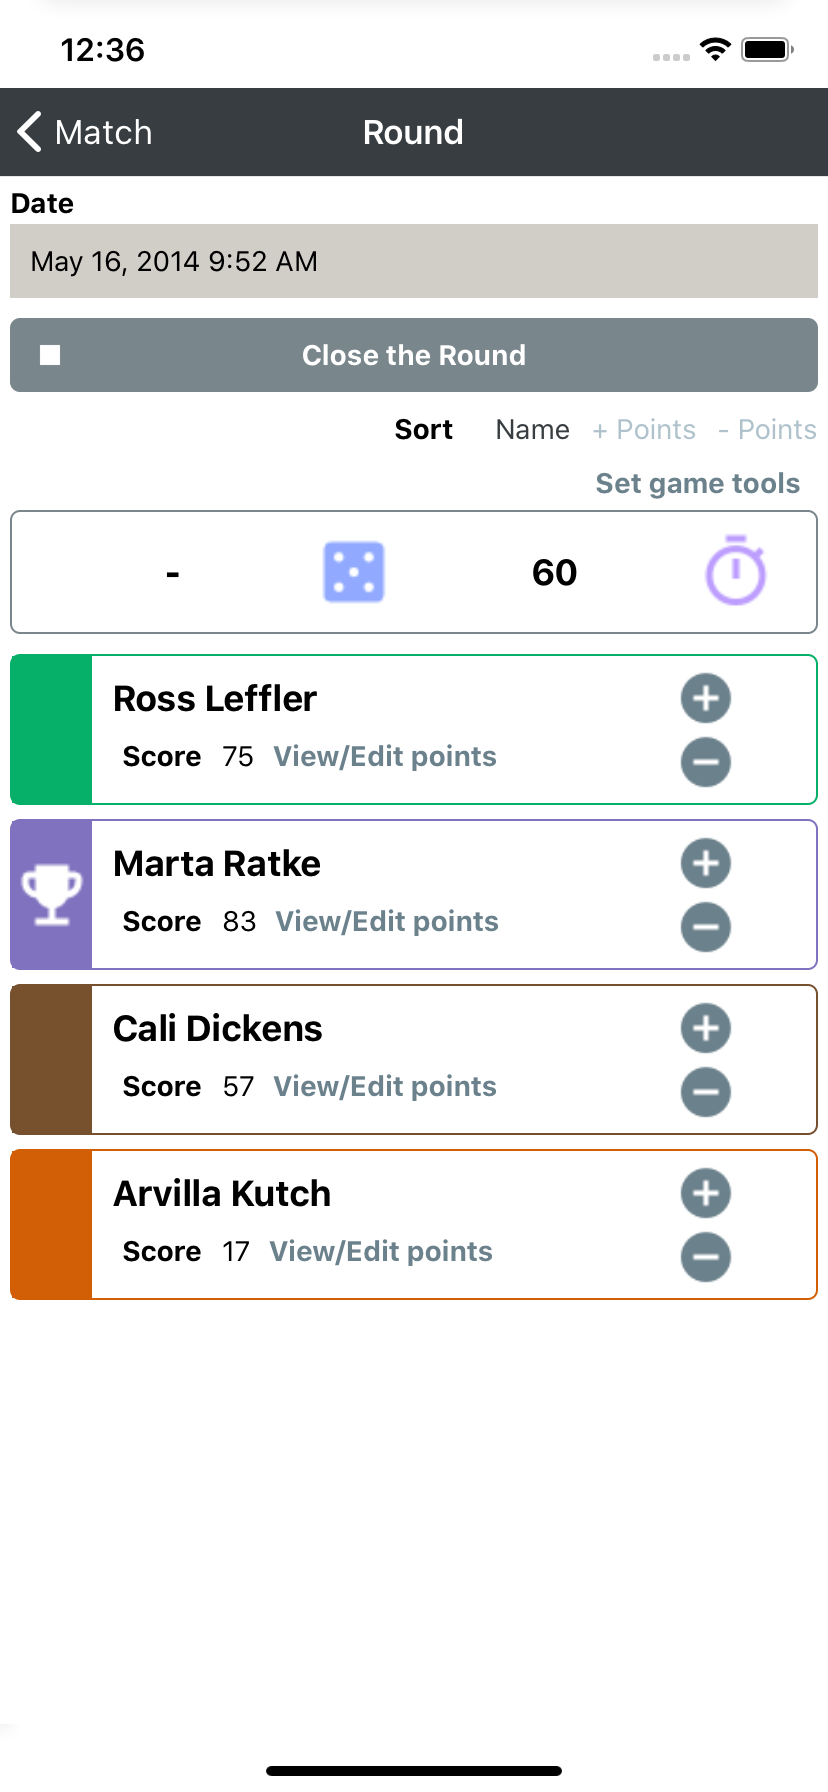 12:36
Match Round
Date
May 16, 2014 9:52 AM
Close the Round
Sort Name + Points - Points
Set game tools
- 60
Ross Leffler
Score 75 View/Edit points
Marta Ratke
Score 83 View/Edit points
Cali Dickens
Score 57 View/Edit points
Arvilla Kutch
Score 17 View/Edit points